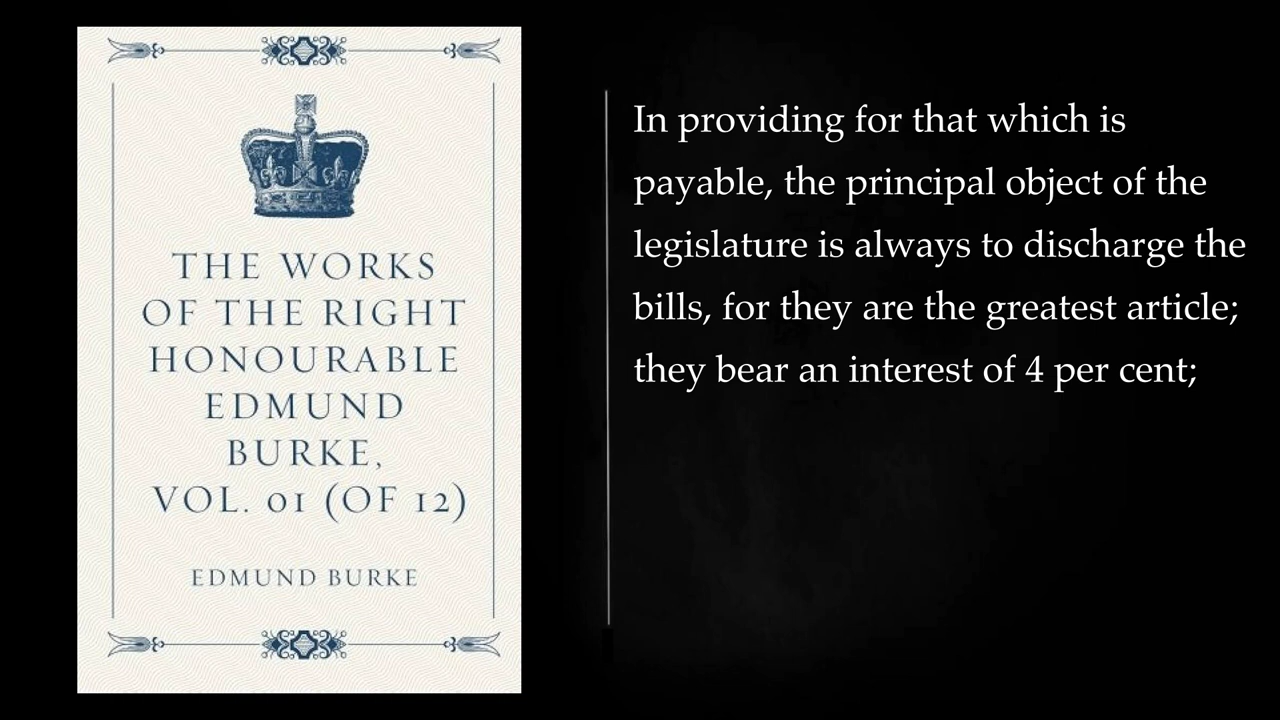 THE WORKS
OF THE RIGHT
HONOURABLE
EDMUND
BURKE,
VOL. 01 (OF 12)
EDMUND BURKE
In providing for that which is
payable, the principal object of the
legislature is always to discharge the
bills, for they are the greatest article;
they bear an interest of 4 per cent;